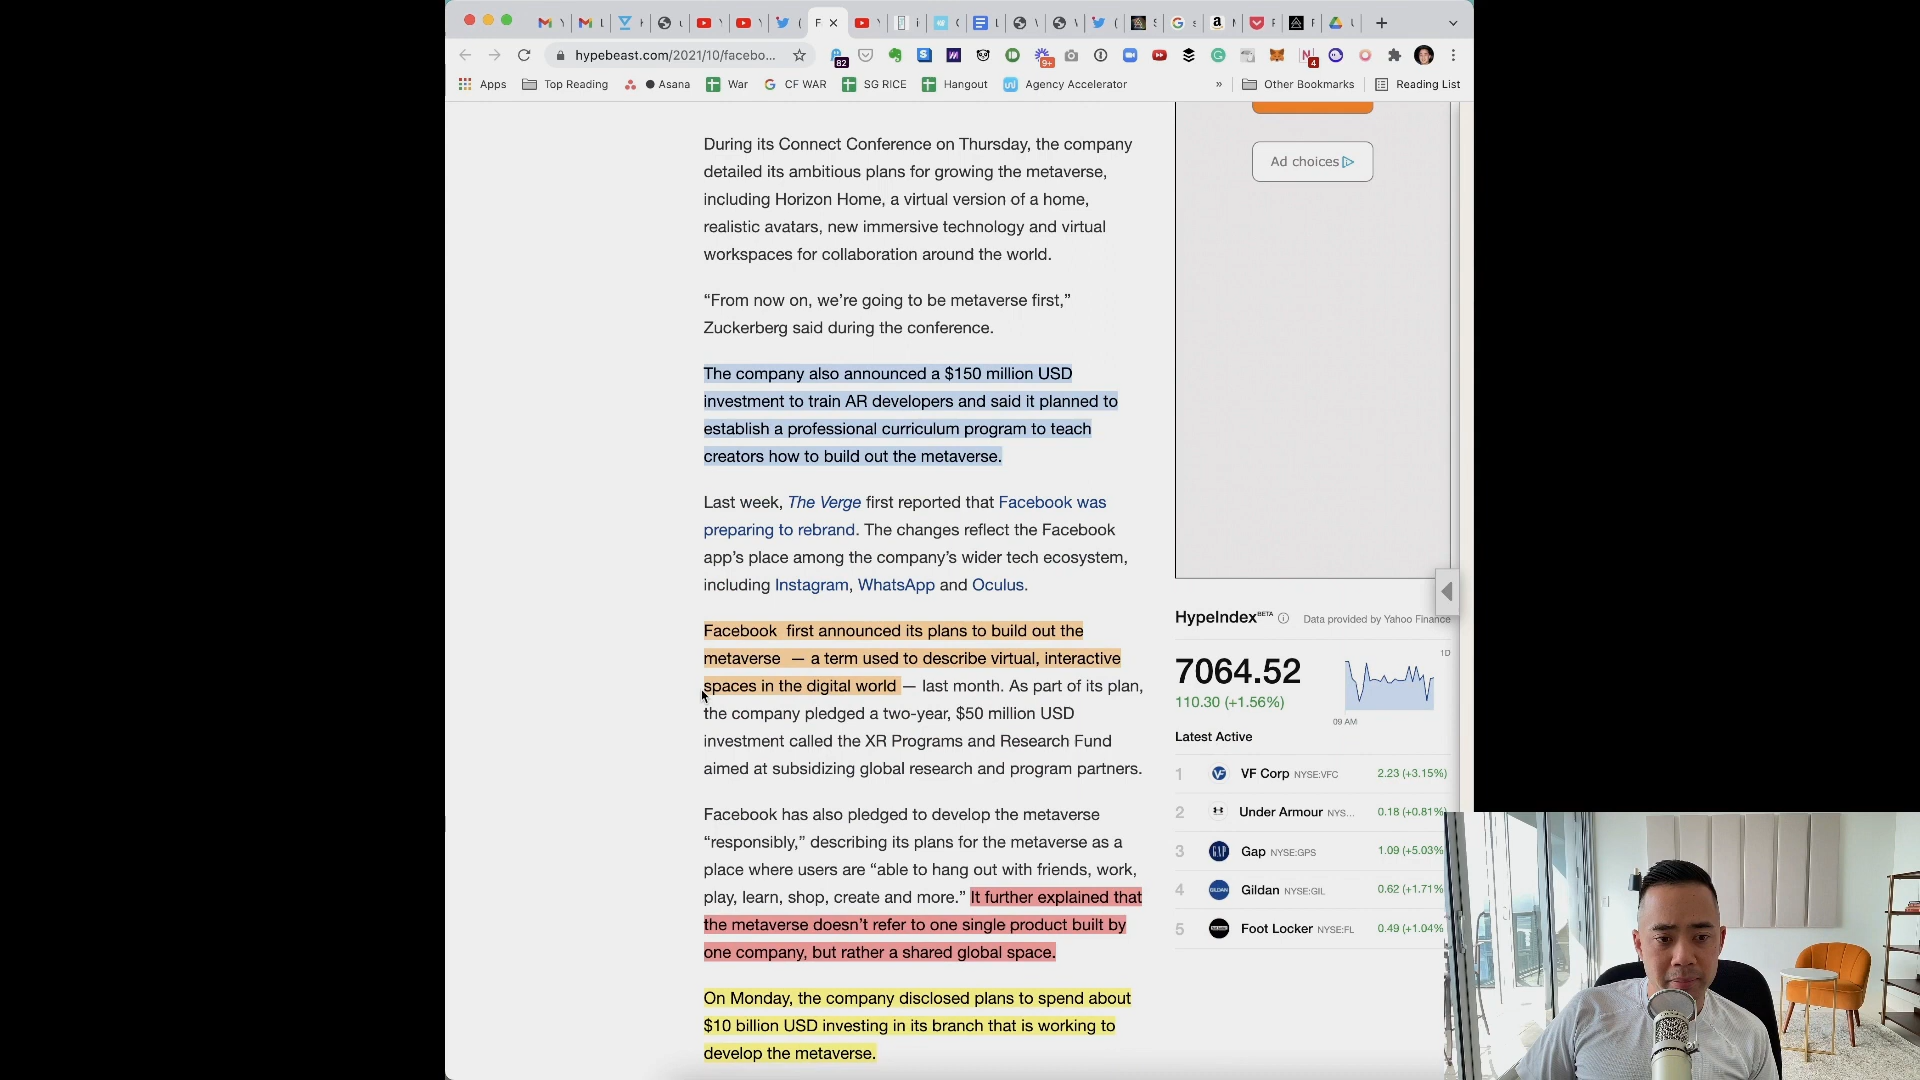 F
hypebeast.com/2021/10/facebo...
82
9+
4
Apps
Top Reading
Asana
War
CF WAR
SG RICE
Hangout
Agency Accelerator
»
Other Bookmarks
Reading List
During its Connect Conference on Thursday, the company
detailed its ambitious plans for growing the metaverse,
including Horizon Home, a virtual version of a home,
realistic avatars, new immersive technology and virtual
workspaces for collaboration around the world.
“From now on, we’re going to be metaverse first,”
Zuckerberg said during the conference.
The company also announced a $150 million USD
investment to train AR developers and said it planned to
establish a professional curriculum program to teach
creators how to build out the metaverse.
Last week, The Verge first reported that Facebook was
preparing to rebrand. The changes reflect the Facebook
app’s place among the company’s wider tech ecosystem,
including Instagram, WhatsApp and Oculus.
Facebook first announced its plans to build out the
metaverse — a term used to describe virtual, interactive
spaces in the digital world — last month. As part of its plan,
the company pledged a two-year, $50 million USD
investment called the XR Programs and Research Fund
aimed at subsidizing global research and program partners.
Facebook has also pledged to develop the metaverse
“responsibly,” describing its plans for the metaverse as a
place where users are “able to hang out with friends, work,
play, learn, shop, create and more.” It further explained that
the metaverse doesn’t refer to one single product built by
one company, but rather a shared global space.
On Monday, the company disclosed plans to spend about
$10 billion USD investing in its branch that is working to
develop the metaverse.
Ad choices
HypeIndex BETA Data provided by Yahoo Finance
7064.52
110.30 (+1.56%)
1D
09 AM
Latest Active
1 VF Corp NYSE:VFC 2.23 (+3.15%)
2 Under Armour NYS... 0.18 (+0.81%)
3 Gap NYSE:GPS 1.09 (+5.03%)
4 Gildan NYSE:GIL 0.62 (+1.71%)
5 Foot Locker NYSE:FL 0.49 (+1.04%)